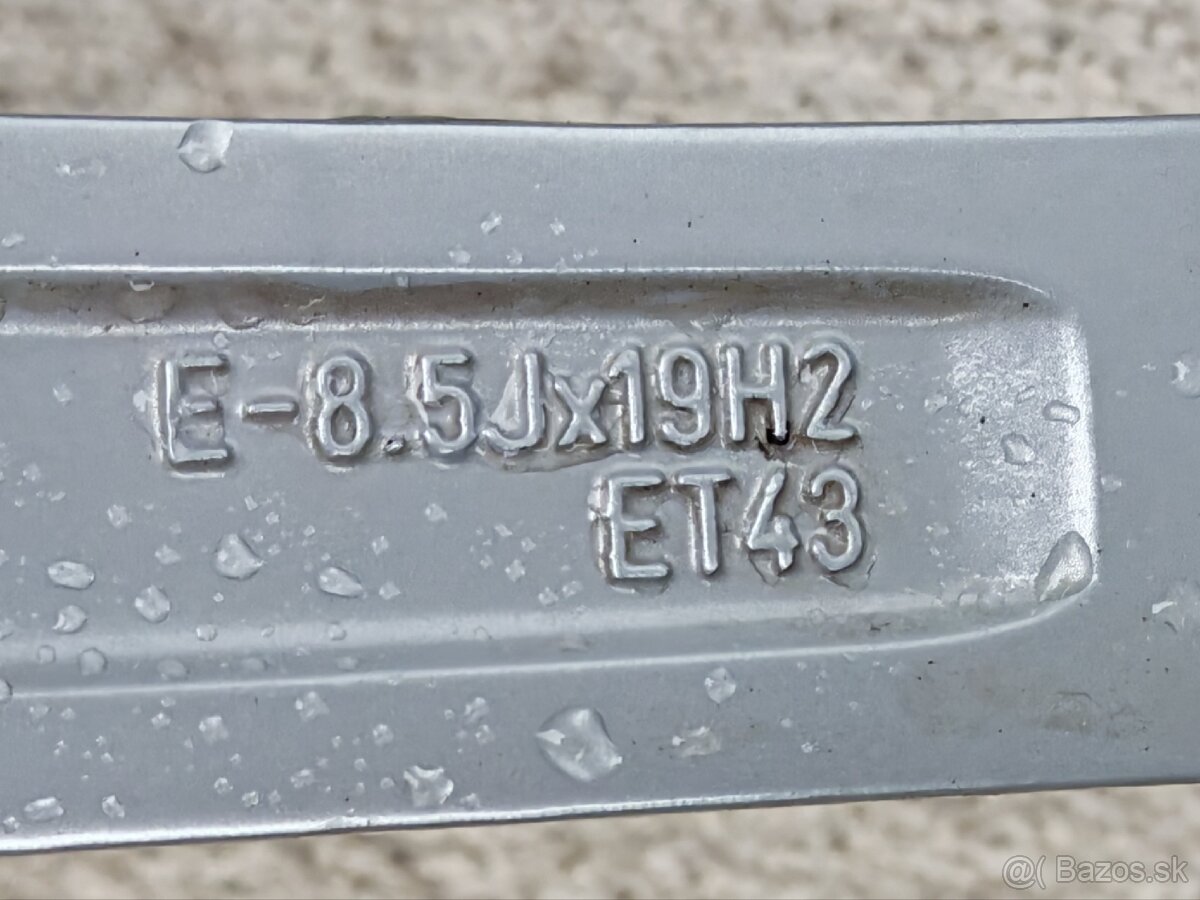 E-8.5Jx19H2
ET43
@( Bazos.sk